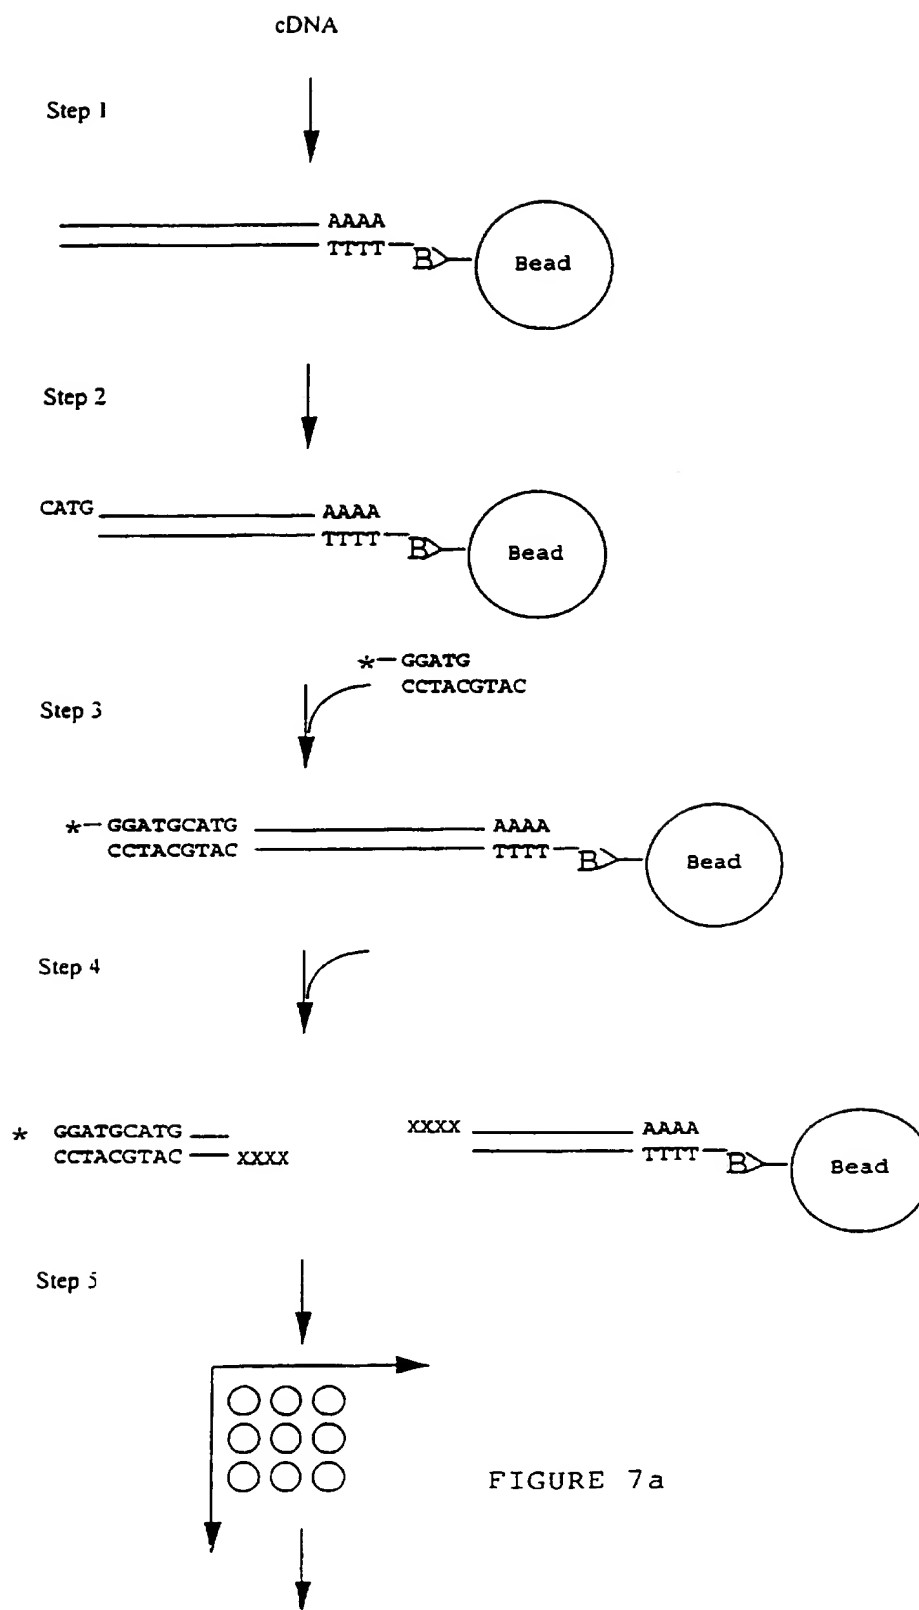 cDNA
Step 1
AAAA
TTTT
B
Bead
Step 2
CATG
AAAA
TTTT
B
Bead
*— GGATG
CCTACGTAC
Step 3
*— GGATGCATG
CCTACGTAC
AAAA
TTTT
B
Bead
Step 4
* GGATGCATG
CCTACGTAC
XXXX
XXXX
AAAA
TTTT
B
Bead
Step 5
FIGURE 7a